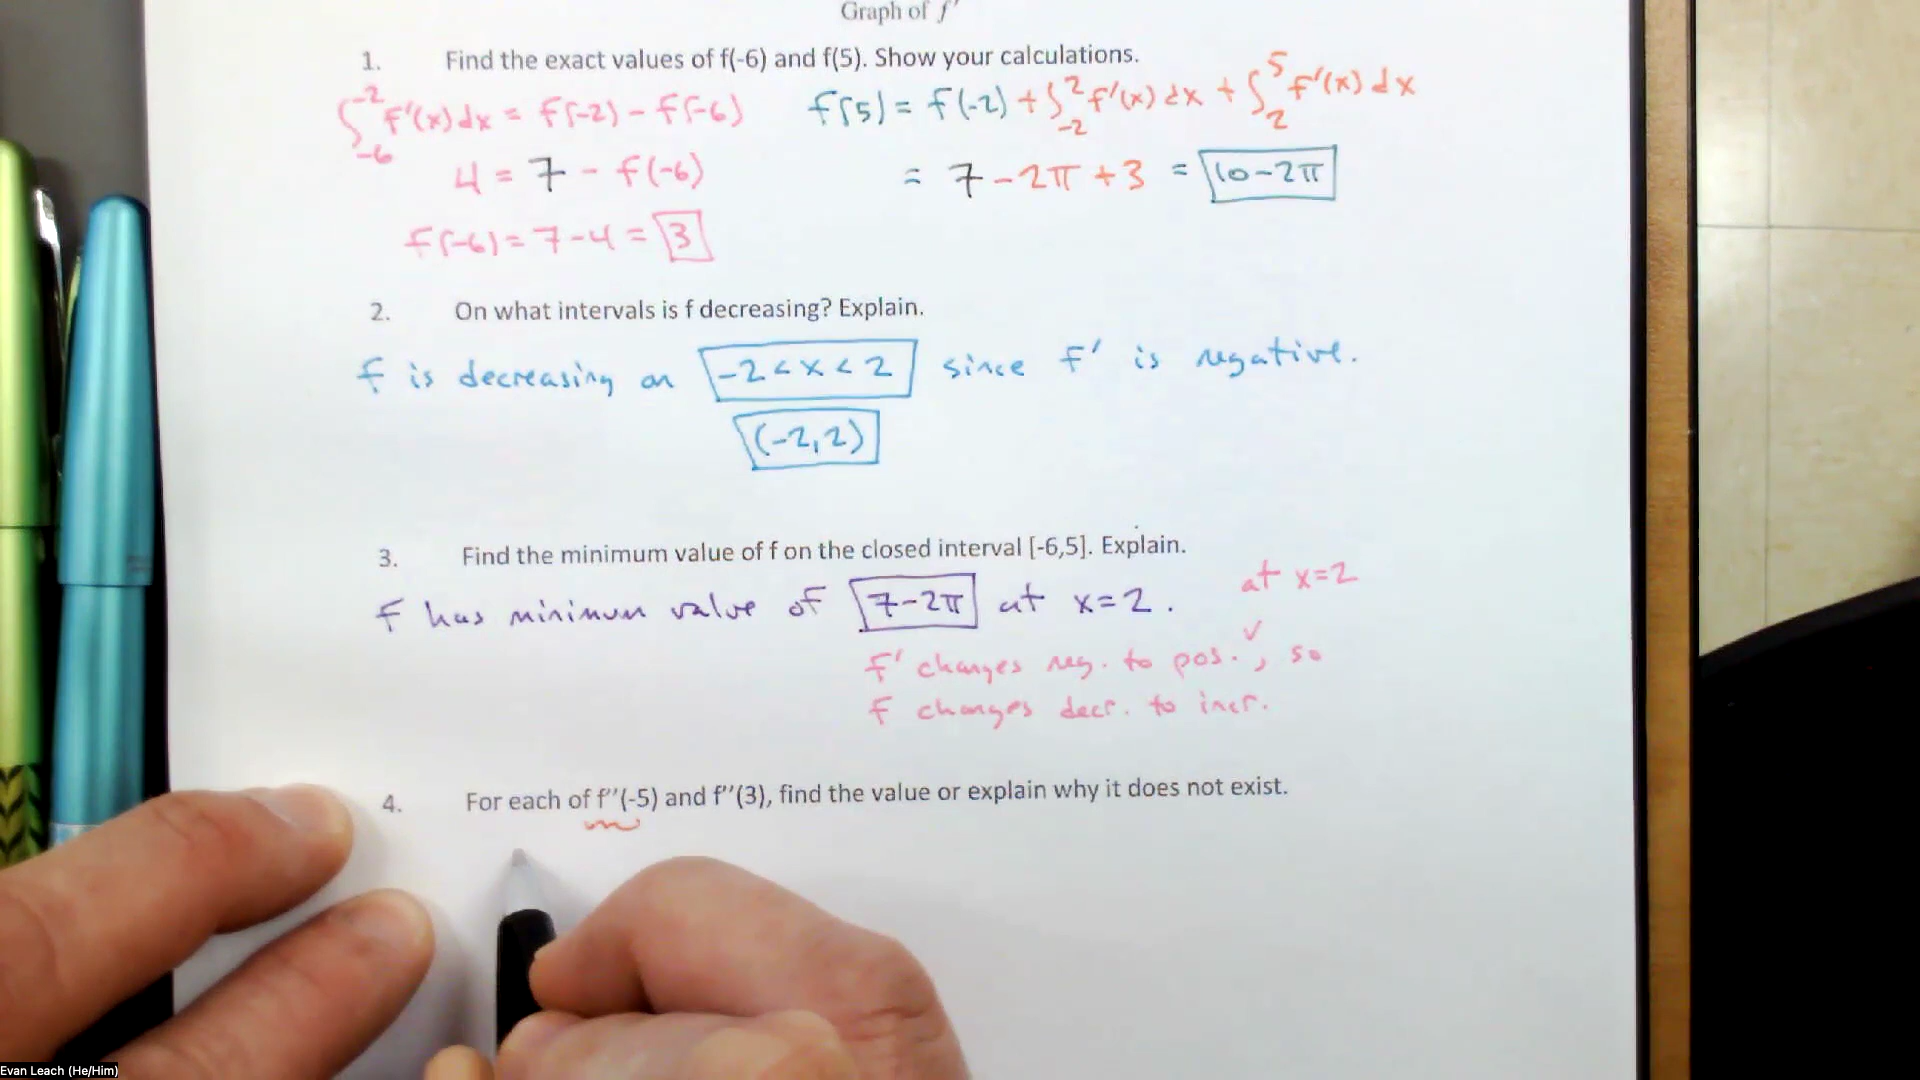 Graph of f'
1. Find the exact values of f(-6) and f(5). Show your calculations.
∫_{-6}^{-2} f'(x)dx = f(-2) - f(-6)
4 = 7 - f(-6)
f(-6) = 7-4 = 3
f(5) = f(-2) + ∫_{-2}^{2} f'(x)dx + ∫_{2}^{5} f'(x)dx
= 7 - 2π + 3 = 10-2π
2. On what intervals is f decreasing? Explain.
f is decreasing on -2<x<2 since f' is negative.
(-2,2)
3. Find the minimum value of f on the closed interval [-6,5]. Explain.
f has minimum value of 7-2π at x=2.
at x=2
✓
f' changes neg. to pos., so
f changes decr. to incr.
4. For each of f''(-5) and f''(3), find the value or explain why it does not exist.
Evan Leach (He/Him)